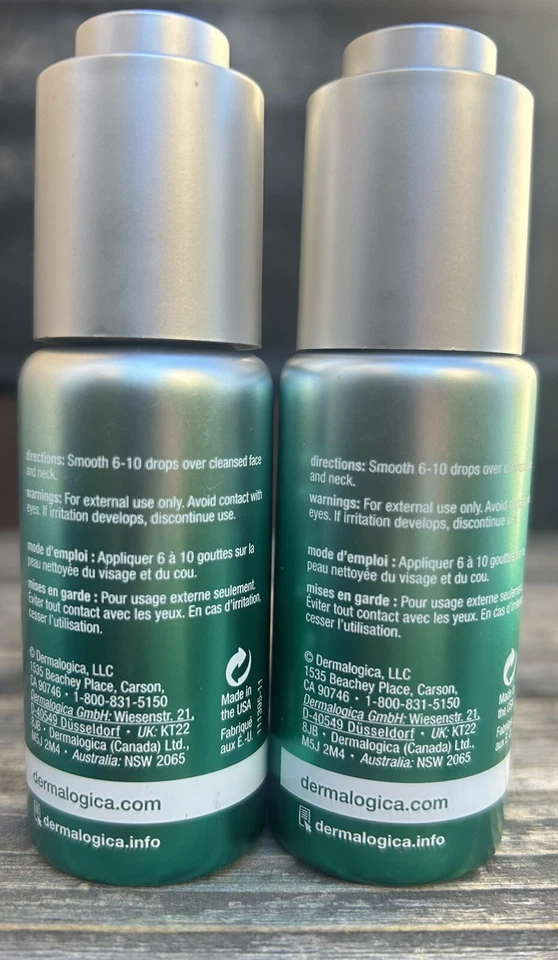 directions: Smooth 6-10 drops over cleansed face
and neck.
warnings: For external use only. Avoid contact with
eyes. If irritation develops, discontinue use.
mode d'emploi : Appliquer 6 à 10 gouttes sur la
peau nettoyée du visage et du cou.
mises en garde : Pour usage externe seulement.
Éviter tout contact avec les yeux. En cas d'irritation,
cesser l'utilisation.
© Dermalogica, LLC
1535 Beachey Place, Carson,
CA 90746 • 1-800-831-5150
Dermalogica GmbH: Wiesenstr. 21,
D-40549 Düsseldorf • UK: KT22
8JB • Dermalogica (Canada) Ltd.,
M5J 2M4 • Australia: NSW 2065
Made in
the USA
Fabriqué
aux É.-U.
111395-11
dermalogica.com
dermalogica.info
directions: Smooth 6-10 drops over
and neck.
warnings: For external use only. Avoid contact
eyes. If irritation develops, discontinue
mode d'emploi : Appliquer 6 à 10 gouttes
peau nettoyée du visage et du cou.
mises en garde : Pour usage externe seulement.
Éviter tout contact avec les yeux. En cas d'irritation,
cesser l'utilisation.
© Dermalogica, LLC
1535 Beachey Place, Carson,
CA 90746 • 1-800-831-5150
Dermalogica GmbH: Wiesenstr. 21,
D-40549 Düsseldorf • UK: KT22
8JB • Dermalogica (Canada) Ltd.,
M5J 2M4 • Australia: NSW 2065
Made in
the USA
aux É.-U.
dermalogica.com
dermalogica.info